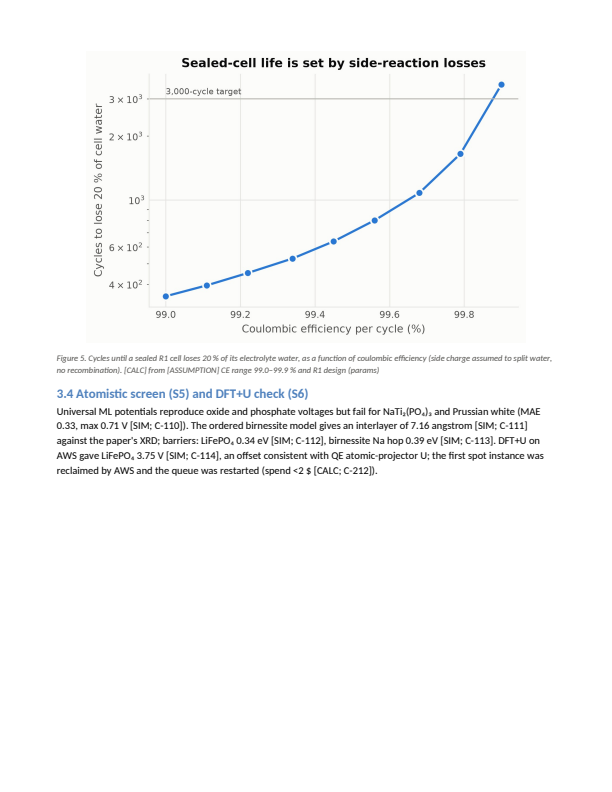 Sealed-cell life is set by side-reaction losses
3,000-cycle target
Cycles to lose 20 % of cell water
3 × 10³
2 × 10³
10³
6 × 10²
4 × 10²
99.0 99.2 99.4 99.6 99.8
Coulombic efficiency per cycle (%)
Figure 5. Cycles until a sealed R1 cell loses 20 % of its electrolyte water, as a function of coulombic efficiency (side charge assumed to split water,
no recombination). [CALC] from [ASSUMPTION] CE range 99.0–99.9 % and R1 design (params)
3.4 Atomistic screen (S5) and DFT+U check (S6)
Universal ML potentials reproduce oxide and phosphate voltages but fail for NaTi₂(PO₄)₃ and Prussian white (MAE
0.33, max 0.71 V [SIM; C-110]). The ordered birnessite model gives an interlayer of 7.16 angstrom [SIM; C-111]
against the paper's XRD; barriers: LiFePO₄ 0.34 eV [SIM; C-112], birnessite Na hop 0.39 eV [SIM; C-113]. DFT+U on
AWS gave LiFePO₄ 3.75 V [SIM; C-114], an offset consistent with QE atomic-projector U; the first spot instance was
reclaimed by AWS and the queue was restarted (spend <2 $ [CALC; C-212]).